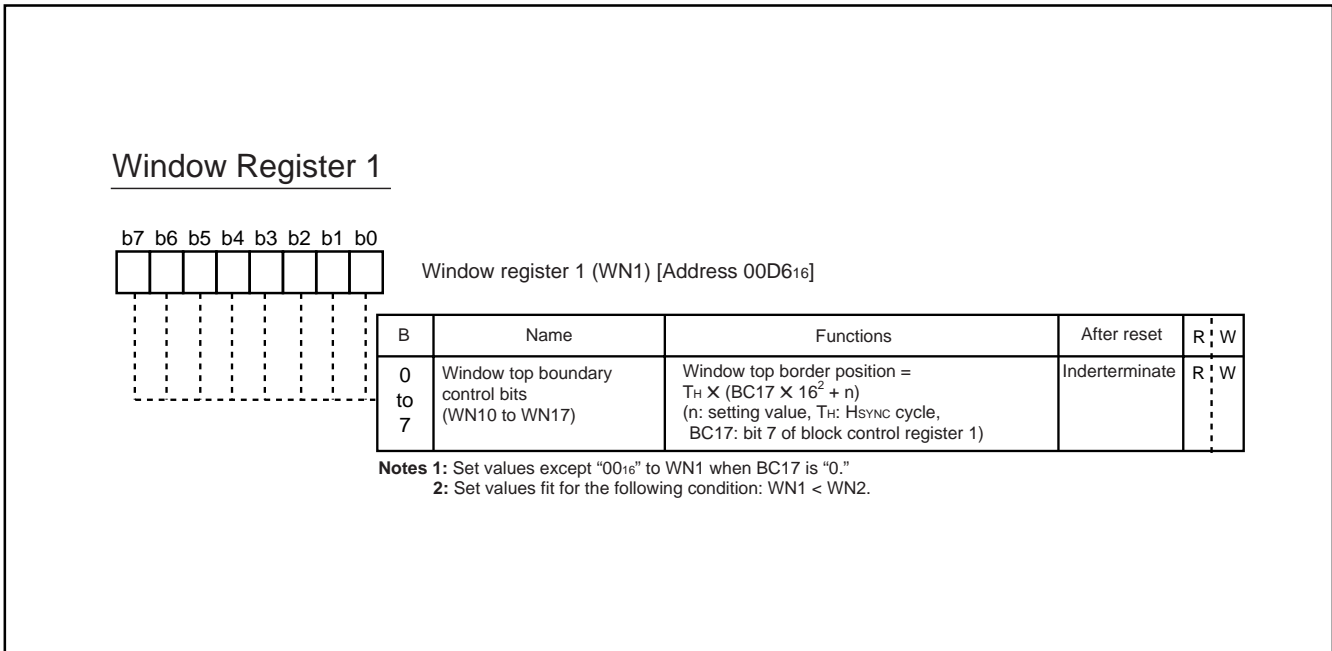 Window Register 1
b7 b6 b5 b4 b3 b2 b1 b0
Window register 1 (WN1) [Address 00D616]
B Name Functions After reset R W
0 to 7
Window top boundary
control bits
(WN10 to WN17)
Window top border position =
TH X (BC17 X 16² + n)
(n: setting value, TH: HSYNC cycle,
BC17: bit 7 of block control register 1)
Inderterminate R W
Notes 1: Set values except “0016” to WN1 when BC17 is “0.”
2: Set values fit for the following condition: WN1 < WN2.